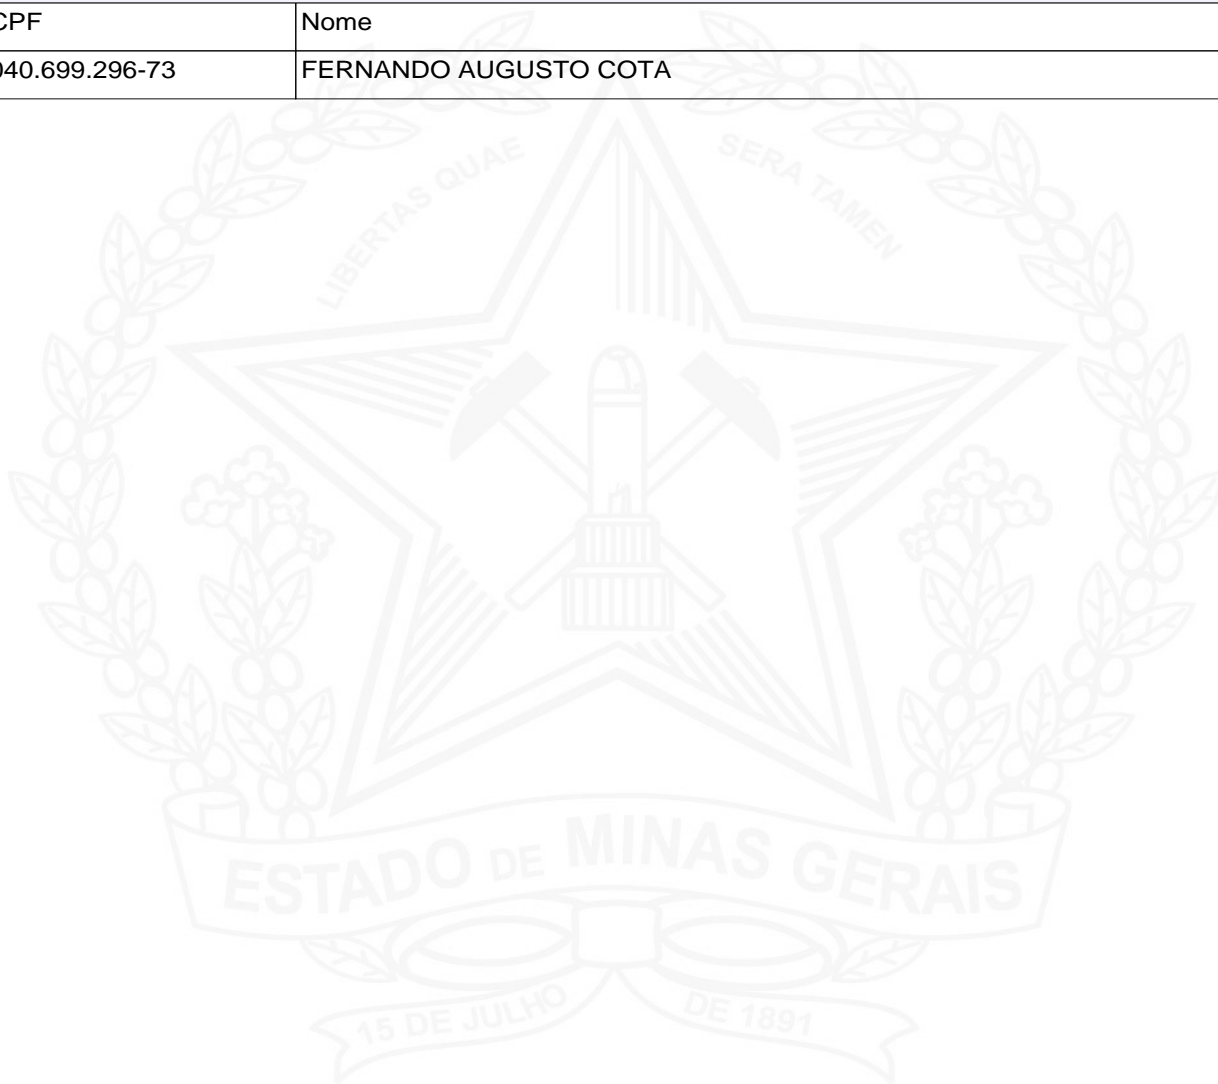 CPF Nome
040.699.296-73 FERNANDO AUGUSTO COTA
LIBERTAS QUAE SERA TAMEN
ESTADO DE MINAS GERAIS
15 DE JULHO DE 1891